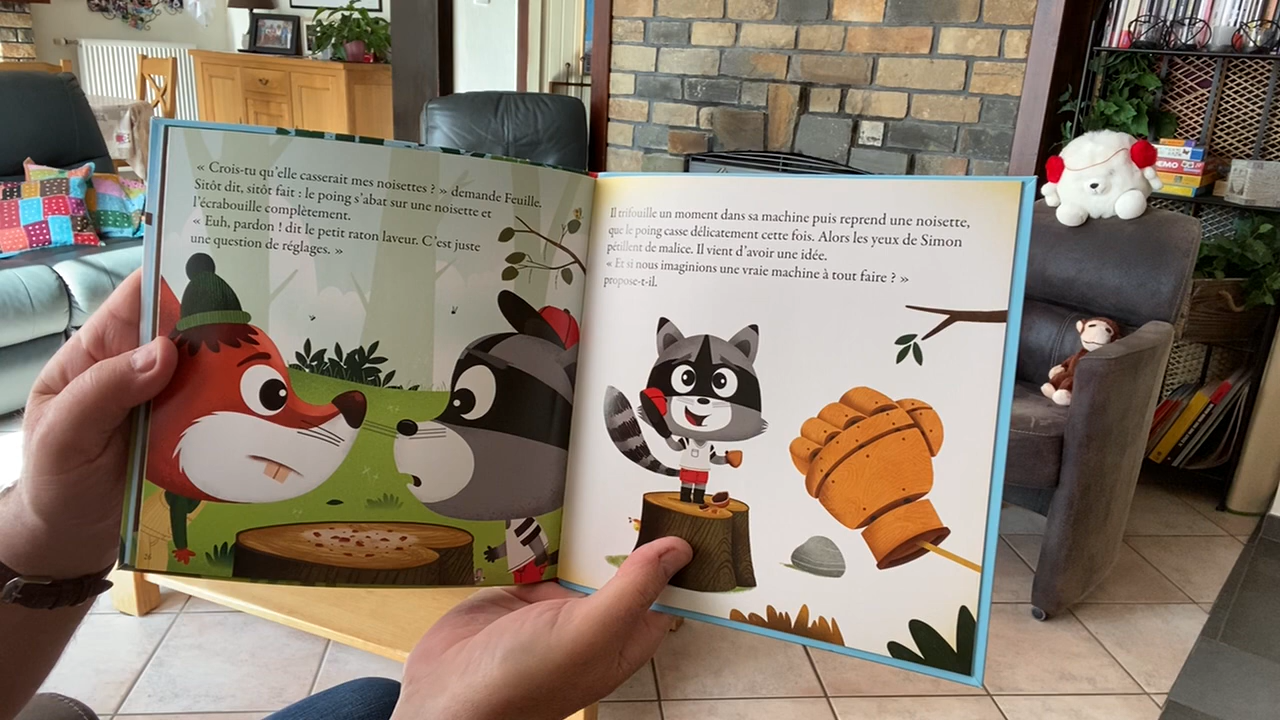 « Crois-tu qu'elle casserait mes noisettes ? » demande Feuille.
Sitôt dit, sitôt fait : le poing s'abat sur une noisette et
l'écrabouille complètement.
« Euh, pardon ! dit le petit raton laveur. C'est juste
une question de réglages. »
Il trifouille un moment dans sa machine puis reprend une noisette,
que le poing casse délicatement cette fois. Alors les yeux de Simon
pétillent de malice. Il vient d'avoir une idée.
« Et si nous imaginions une vraie machine à tout faire ? »
propose-t-il.